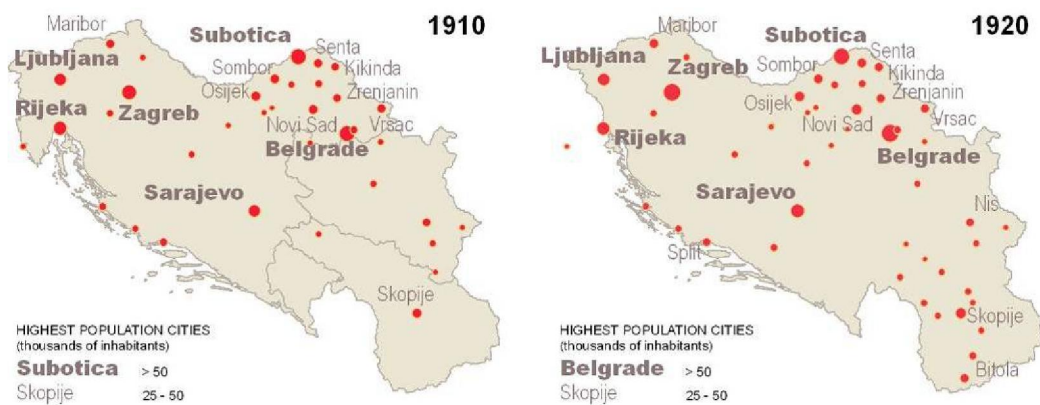 1910
Maribor
Subotica
Ljubljana
Senta
Sombor
Kikinda
Osijek
Zrenjanin
Rijeka
Zagreb
Novi Sad
Vrsac
Belgrade
Sarajevo
Skopije
HIGHEST POPULATION CITIES
(thousands of inhabitants)
Subotica > 50
Skopije 25 - 50
1920
Maribor
Subotica
Ljubljana
Senta
Zagreb
Sombor
Kikinda
Osijek
Zrenjanin
Novi Sad
Vrsac
Rijeka
Belgrade
Sarajevo
Nis
Split
Skopije
Bitola
HIGHEST POPULATION CITIES
(thousands of inhabitants)
Belgrade > 50
Skopije 25 - 50